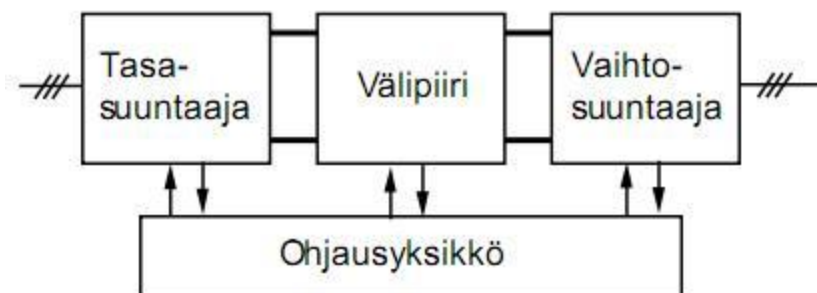 Tasa-
suuntaaja
Välipiiri
Vaihto-
suuntaaja
Ohjausyksikkö